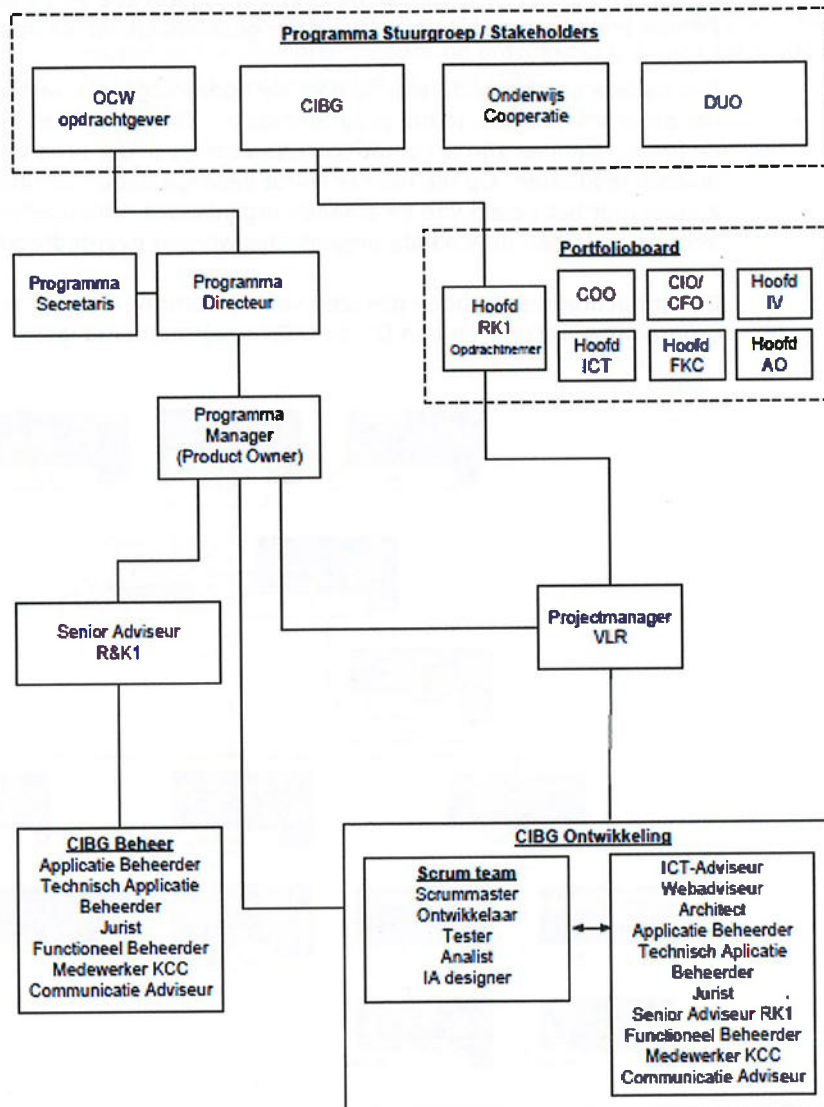 Programma Stuurgroep / Stakeholders
OCW
opdrachtgever
CIBG
Onderwijs
Cooperatie
DUO
Programma
Secretaris
Programma
Directeur
Portfolioboard
Hoofd
RK1
Opdrachtnemer
COO
CIO/
CFO
Hoofd
IV
Hoofd
ICT
Hoofd
FKC
Hoofd
AO
Programma
Manager
(Product Owner)
Senior Adviseur
R&K1
Projectmanager
VLR
CIBG Beheer
Applicatie Beheerder
Technisch Applicatie
Beheerder
Jurist
Functioneel Beheerder
Medewerker KCC
Communicatie Adviseur
CIBG Ontwikkeling
Scrum team
Scrummaster
Ontwikkelaar
Tester
Analist
IA designer
ICT-Adviseur
Webadviseur
Architect
Applicatie Beheerder
Technisch Aplicatie
Beheerder
Jurist
Senior Adviseur RK1
Functioneel Beheerder
Medewerker KCC
Communicatie Adviseur